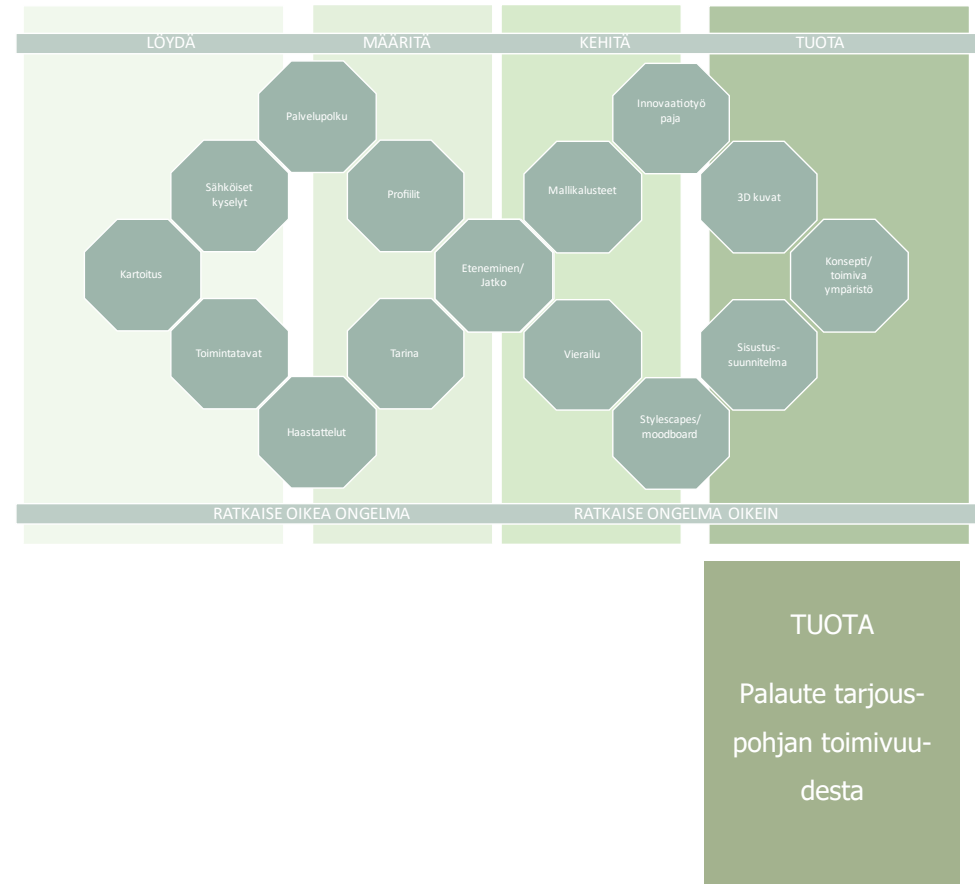 LÖYDÄ
MÄÄRITÄ
KEHITÄ
TUOTA
Palvelupolku
Innovaatiotyö
paja
Sähköiset
kyselyt
Profiilit
Mallikalusteet
3D kuvat
Kartoitus
Eteneminen/
Jatko
Konsepti/
toimiva
ympäristö
Toimintatavat
Tarina
Vierailu
Sisustus-
suunnitelma
Haastattelut
Stylescapes/
moodboard
RATKAISE OIKEA ONGELMA
RATKAISE ONGELMA OIKEIN
TUOTA
Palaute tarjous-
pohjan toimivuu-
desta